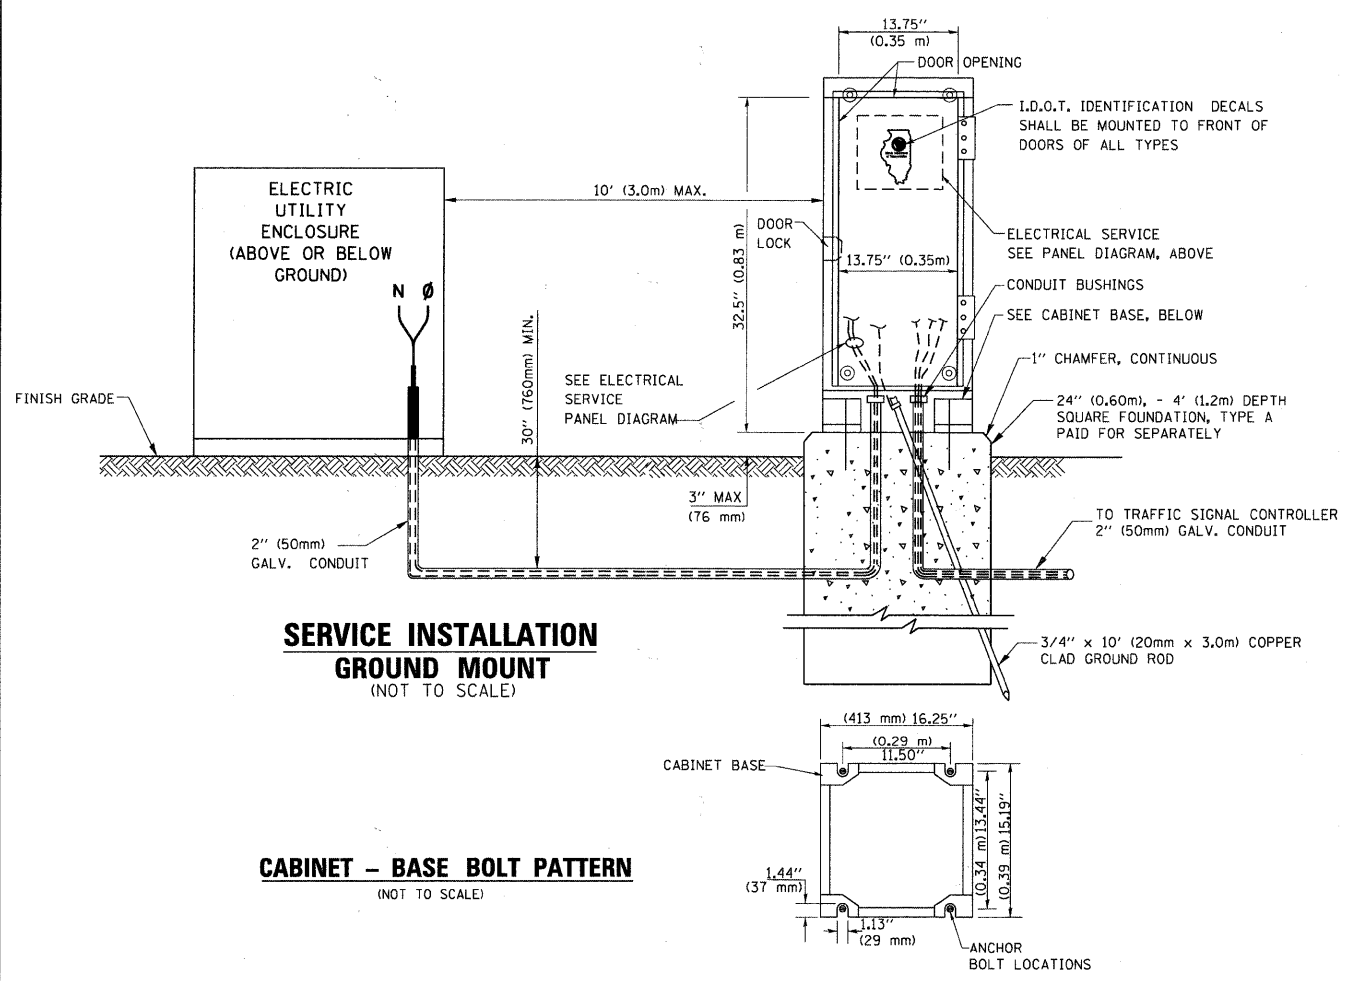 13.75"
(0.35 m)
DOOR OPENING
I.D.O.T. IDENTIFICATION DECALS
SHALL BE MOUNTED TO FRONT OF
DOORS OF ALL TYPES
ELECTRIC
UTILITY
ENCLOSURE
(ABOVE OR BELOW
GROUND)
N Ø
10' (3.0m) MAX.
32.5" (0.83 m)
DOOR
LOCK
ELECTRICAL SERVICE
SEE PANEL DIAGRAM, ABOVE
13.75" (0.35m)
CONDUIT BUSHINGS
SEE CABINET BASE, BELOW
1" CHAMFER, CONTINUOUS
30" (760mm) MIN.
SEE ELECTRICAL
SERVICE
PANEL DIAGRAM
FINISH GRADE
24" (0.60m), - 4' (1.2m) DEPTH
SQUARE FOUNDATION, TYPE A
PAID FOR SEPARATELY
3" MAX
(76 mm)
TO TRAFFIC SIGNAL CONTROLLER
2" (50mm) GALV. CONDUIT
2" (50mm)
GALV. CONDUIT
SERVICE INSTALLATION
GROUND MOUNT
(NOT TO SCALE)
3/4" x 10' (20mm x 3.0m) COPPER
CLAD GROUND ROD
(413 mm) 16.25"
(0.29 m)
11.50"
CABINET BASE
(0.34 m) 13.44"
(0.39 m) 15.19"
CABINET - BASE BOLT PATTERN
(NOT TO SCALE)
1.44"
(37 mm)
1.13"
(29 mm)
ANCHOR
BOLT LOCATIONS